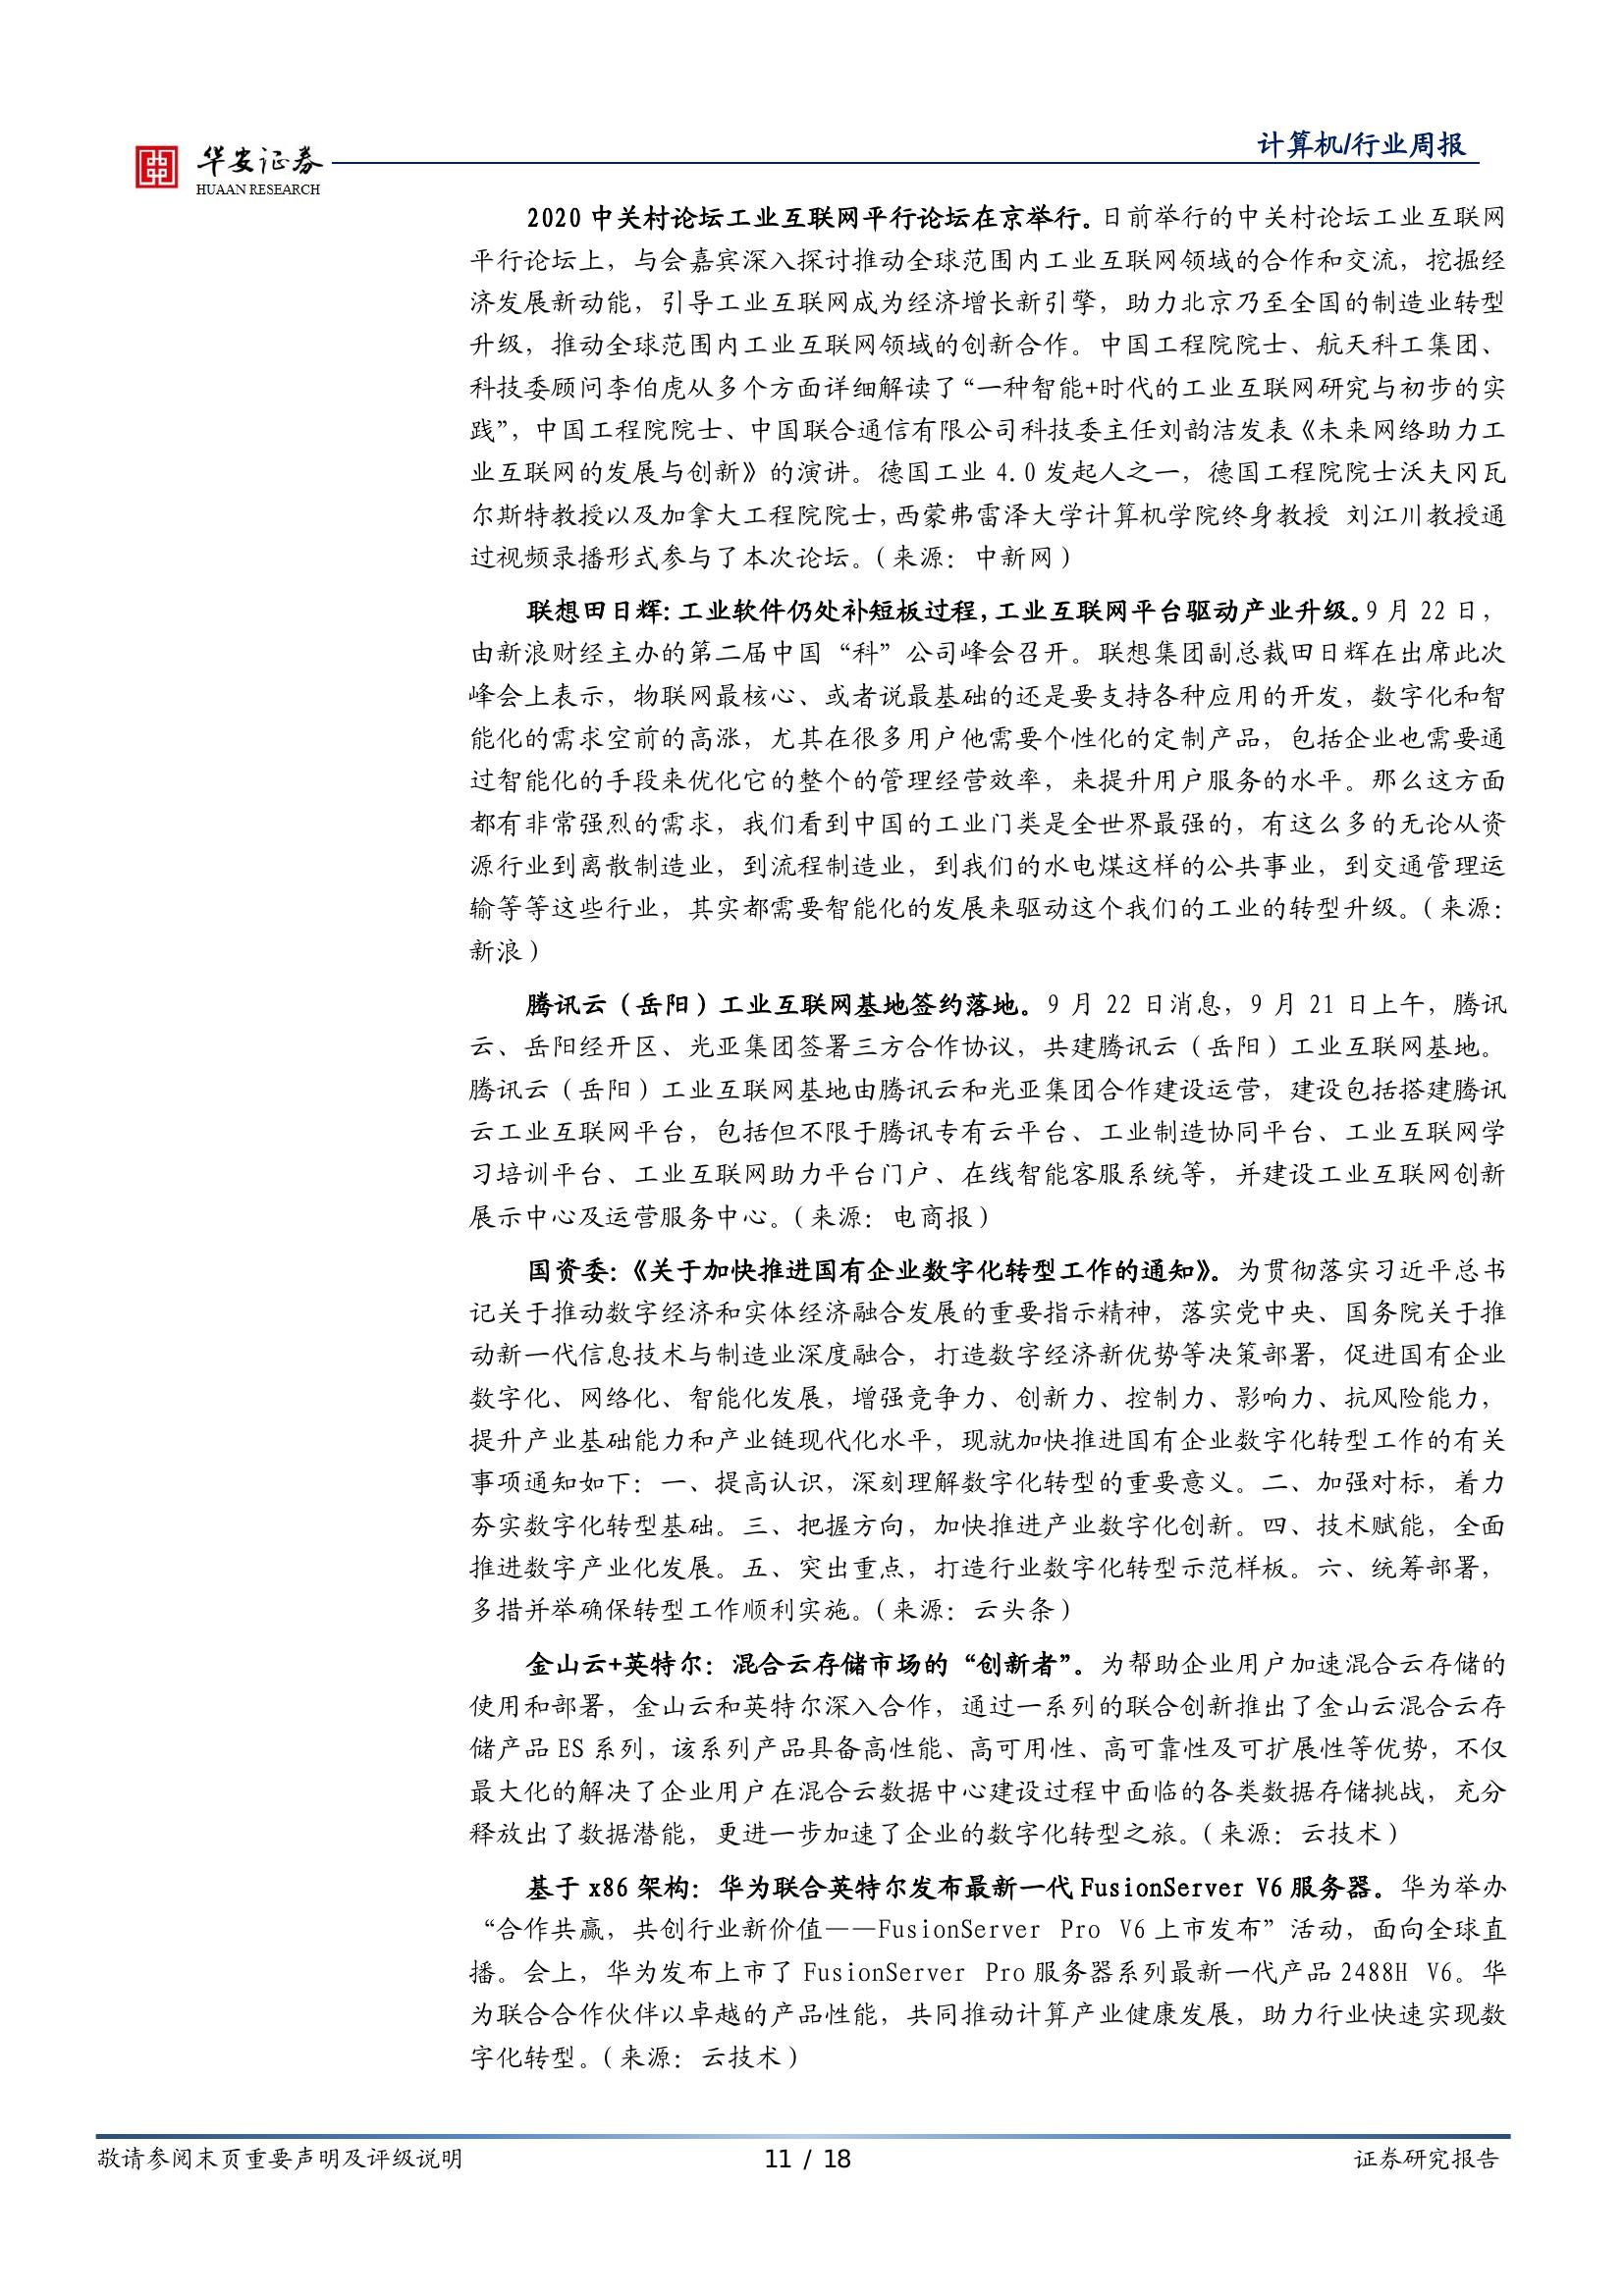 华安证券
HUAAN RESEARCH
计算机/行业周报
2020 中关村论坛工业互联网平行论坛在京举行。日前举行的中关村论坛工业互联网
平行论坛上，与会嘉宾深入探讨推动全球范围内工业互联网领域的合作和交流，挖掘经
济发展新动能，引导工业互联网成为经济增长新引擎，助力北京乃至全国的制造业转型
升级，推动全球范围内工业互联网领域的创新合作。中国工程院院士、航天科工集团、
科技委顾问李伯虎从多个方面详细解读了“一种智能+时代的工业互联网研究与初步的实
践”，中国工程院院士、中国联合通信有限公司科技委主任刘韵洁发表《未来网络助力工
业互联网的发展与创新》的演讲。德国工业 4.0 发起人之一，德国工程院院士沃夫冈瓦
尔斯特教授以及加拿大工程院院士，西蒙弗雷泽大学计算机学院终身教授 刘江川教授通
过视频录播形式参与了本次论坛。（来源：中新网）
联想田日辉：工业软件仍处补短板过程，工业互联网平台驱动产业升级。9 月 22 日，
由新浪财经主办的第二届中国“科”公司峰会召开。联想集团副总裁田日辉在出席此次
峰会上表示，物联网最核心、或者说最基础的还是要支持各种应用的开发，数字化和智
能化的需求空前的高涨，尤其在很多用户他需要个性化的定制产品，包括企业也需要通
过智能化的手段来优化它的整个的管理经营效率，来提升用户服务的水平。那么这方面
都有非常强烈的需求，我们看到中国的工业门类是全世界最强的，有这么多的无论从资
源行业到离散制造业，到流程制造业，到我们的水电煤这样的公共事业，到交通管理运
输等等这些行业，其实都需要智能化的发展来驱动这个我们的工业的转型升级。（来源：
新浪）
腾讯云（岳阳）工业互联网基地签约落地。9 月 22 日消息，9 月 21 日上午，腾讯
云、岳阳经开区、光亚集团签署三方合作协议，共建腾讯云（岳阳）工业互联网基地。
腾讯云（岳阳）工业互联网基地由腾讯云和光亚集团合作建设运营，建设包括搭建腾讯
云工业互联网平台，包括但不限于腾讯专有云平台、工业制造协同平台、工业互联网学
习培训平台、工业互联网助力平台门户、在线智能客服系统等，并建设工业互联网创新
展示中心及运营服务中心。（来源：电商报）
国资委：《关于加快推进国有企业数字化转型工作的通知》。为贯彻落实习近平总书
记关于推动数字经济和实体经济融合发展的重要指示精神，落实党中央、国务院关于推
动新一代信息技术与制造业深度融合，打造数字经济新优势等决策部署，促进国有企业
数字化、网络化、智能化发展，增强竞争力、创新力、控制力、影响力、抗风险能力，
提升产业基础能力和产业链现代化水平，现就加快推进国有企业数字化转型工作的有关
事项通知如下：一、提高认识，深刻理解数字化转型的重要意义。二、加强对标，着力
夯实数字化转型基础。三、把握方向，加快推进产业数字化创新。四、技术赋能，全面
推进数字产业化发展。五、突出重点，打造行业数字化转型示范样板。六、统筹部署，
多措并举确保转型工作顺利实施。（来源：云头条）
金山云+英特尔：混合云存储市场的“创新者”。为帮助企业用户加速混合云存储的
使用和部署，金山云和英特尔深入合作，通过一系列的联合创新推出了金山云混合云存
储产品 ES 系列，该系列产品具备高性能、高可用性、高可靠性及可扩展性等优势，不仅
最大化的解决了企业用户在混合云数据中心建设过程中面临的各类数据存储挑战，充分
释放出了数据潜能，更进一步加速了企业的数字化转型之旅。（来源：云技术）
基于 x86 架构：华为联合英特尔发布最新一代 FusionServer V6 服务器。华为举办
“合作共赢，共创行业新价值——FusionServer Pro V6 上市发布”活动，面向全球直
播。会上，华为发布上市了 FusionServer Pro 服务器系列最新一代产品 2488H V6。华
为联合合作伙伴以卓越的产品性能，共同推动计算产业健康发展，助力行业快速实现数
字化转型。（来源：云技术）
敬请参阅末页重要声明及评级说明
11 / 18
证券研究报告